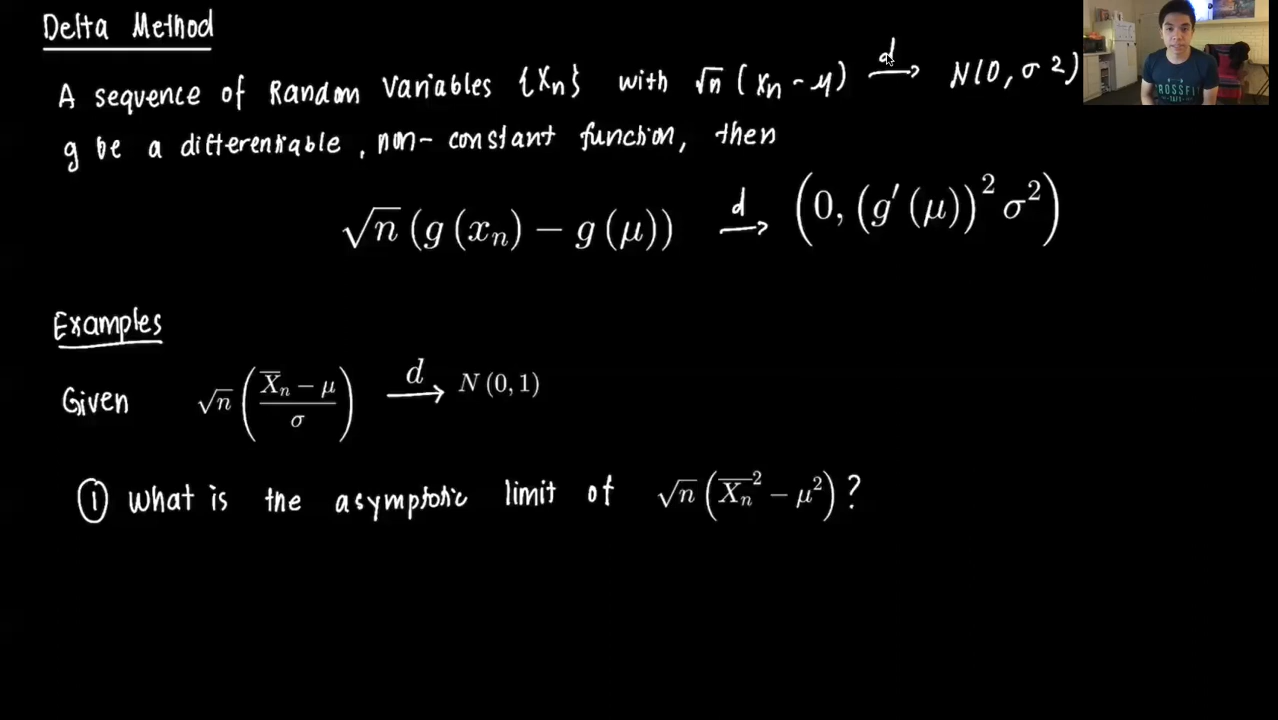 Delta Method
A sequence of Random Variables {Xn} with √n (xn - μ) →d N(0, σ2)
g be a differentiable, non-constant function, then
√n (g (xn) − g (μ)) →d (0, (g′ (μ))² σ²)
Examples
Given √n ( (X̄n − μ) / σ ) →d N (0, 1)
① What is the asymptotic limit of √n (X̄n² − μ²) ?
CROSSFIT